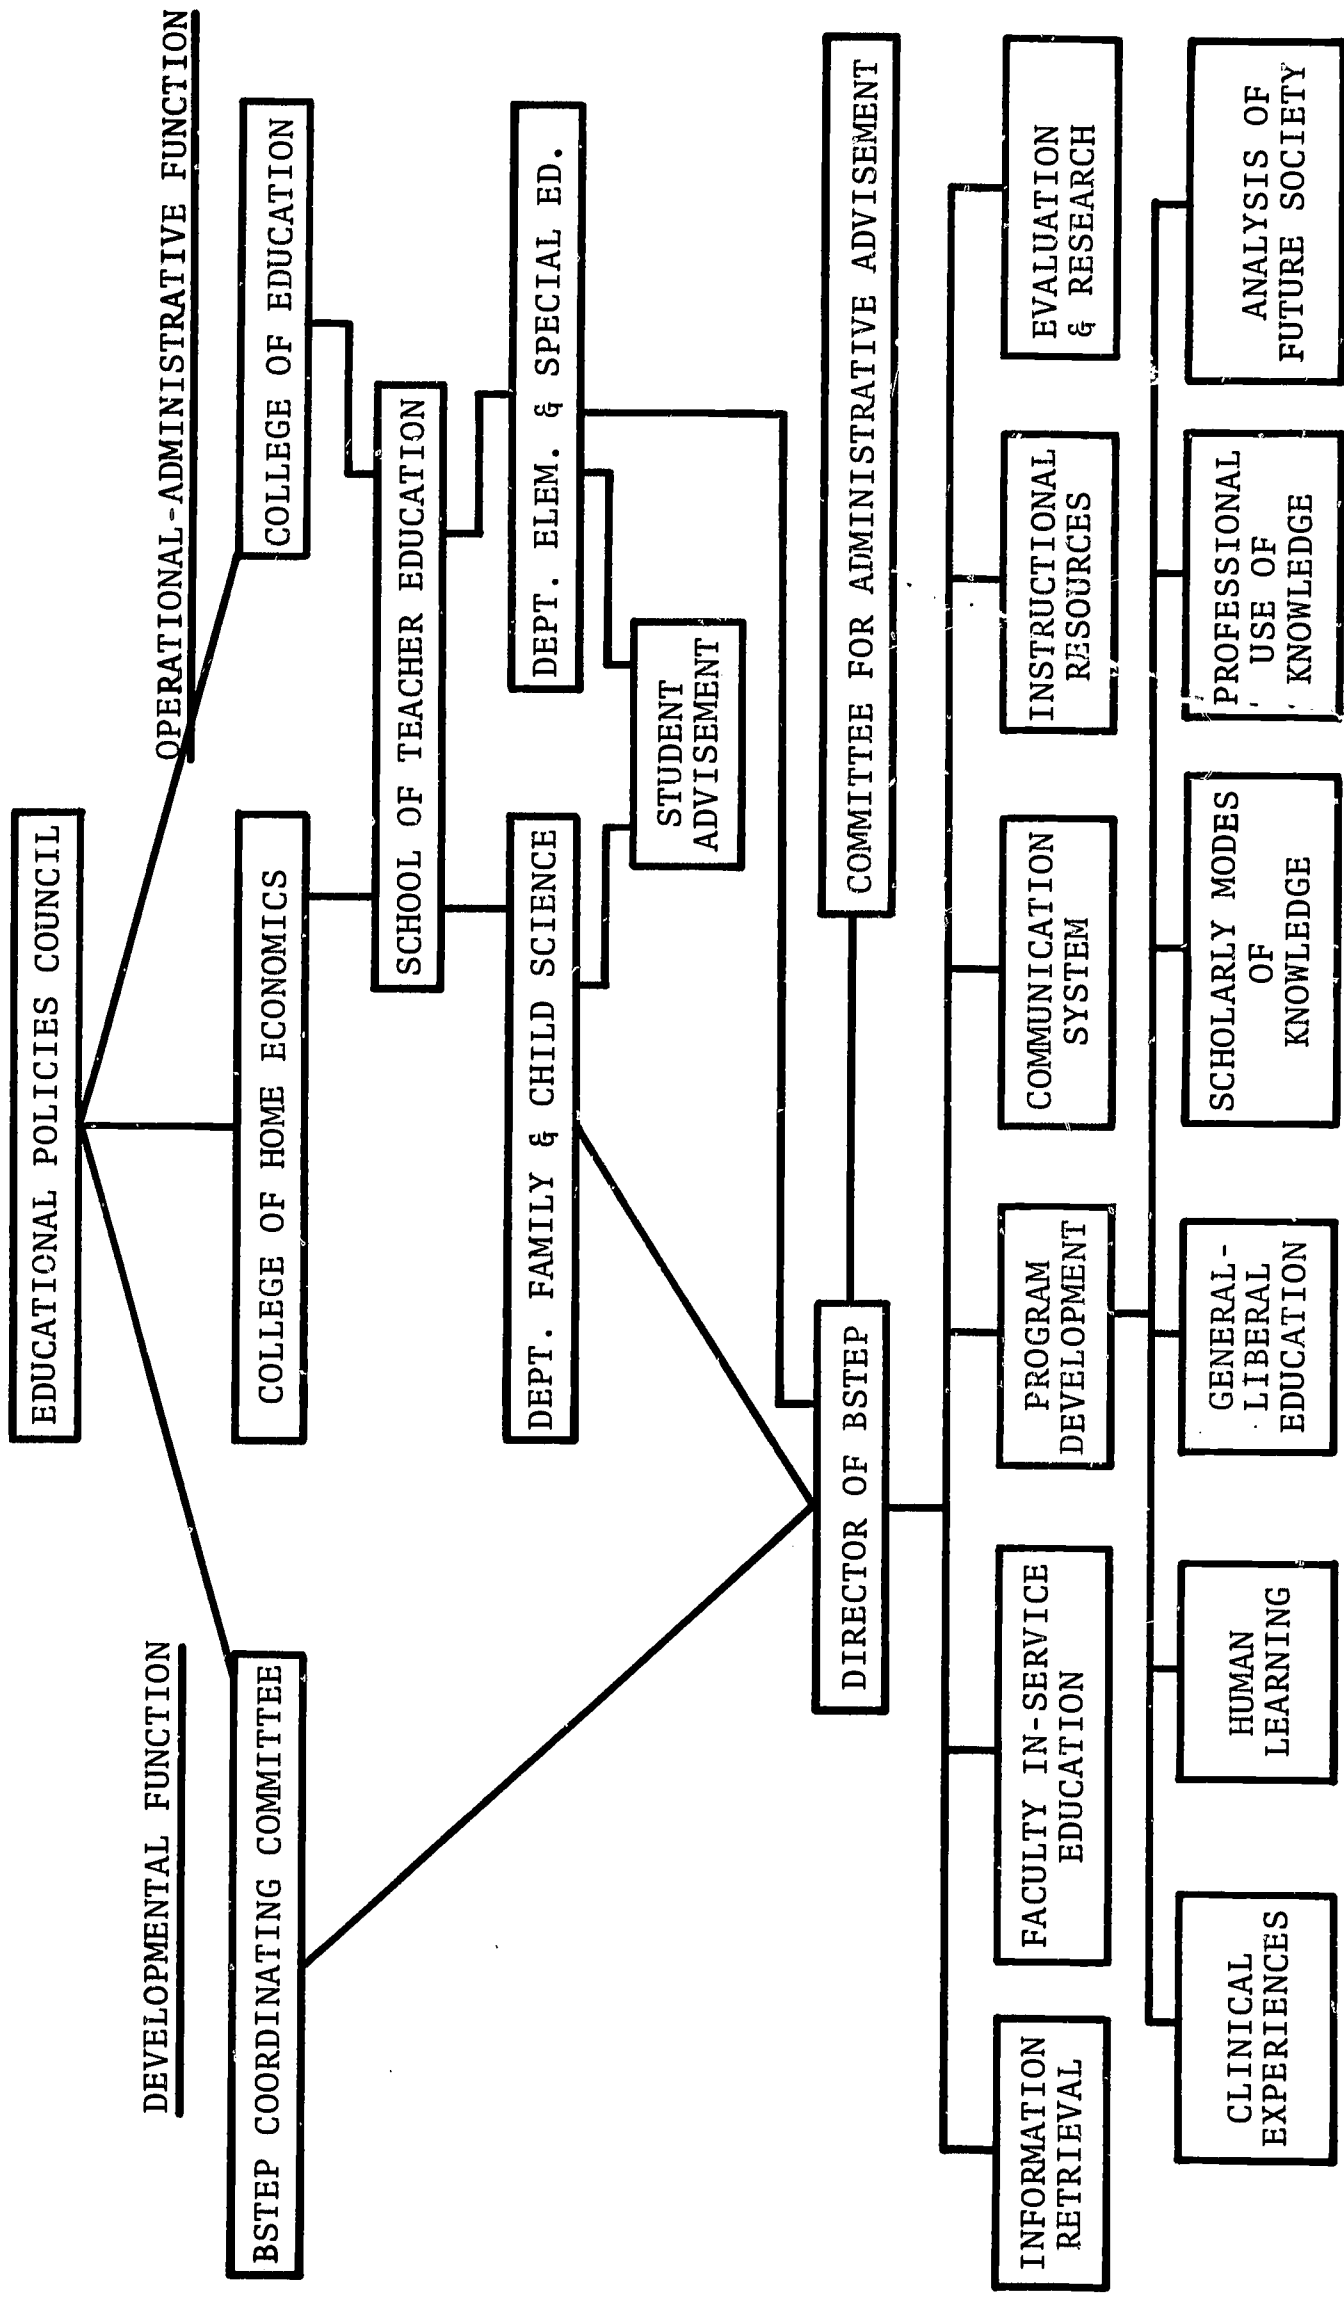 EDUCATIONAL POLICIES COUNCIL
DEVELOPMENTAL FUNCTION
OPERATIONAL-ADMINISTRATIVE FUNCTION
BSTEP COORDINATING COMMITTEE
COLLEGE OF HOME ECONOMICS
COLLEGE OF EDUCATION
SCHOOL OF TEACHER EDUCATION
DEPT. FAMILY & CHILD SCIENCE
DEPT. ELEM. & SPECIAL ED.
STUDENT
ADVISEMENT
DIRECTOR OF BSTEP
COMMITTEE FOR ADMINISTRATIVE ADVISEMENT
INFORMATION
RETRIEVAL
FACULTY IN-SERVICE
EDUCATION
PROGRAM
DEVELOPMENT
COMMUNICATION
SYSTEM
INSTRUCTIONAL
RESOURCES
EVALUATION
& RESEARCH
CLINICAL
EXPERIENCES
HUMAN
LEARNING
GENERAL-
LIBERAL
EDUCATION
SCHOLARLY MODES
OF
KNOWLEDGE
PROFESSIONAL
USE OF
KNOWLEDGE
ANALYSIS OF
FUTURE SOCIETY